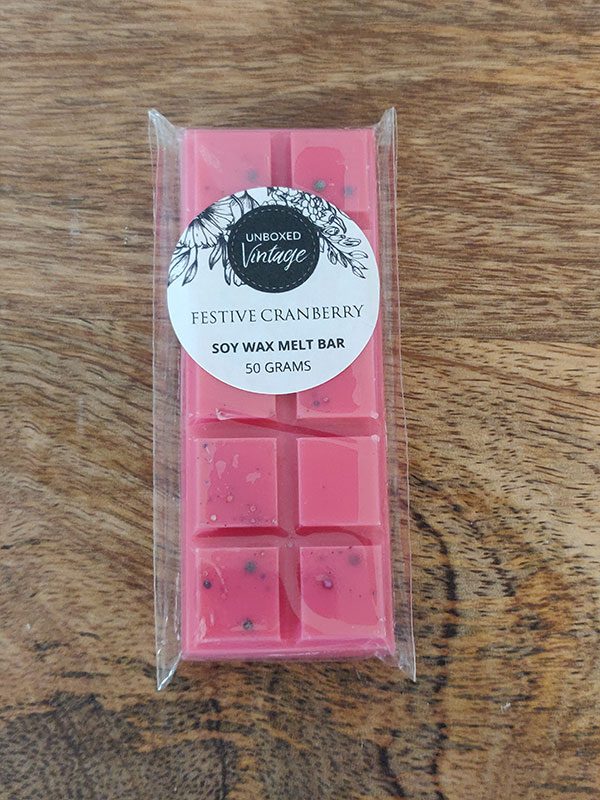 UNBOXED
Vintage
FESTIVE CRANBERRY
SOY WAX MELT BAR
50 GRAMS